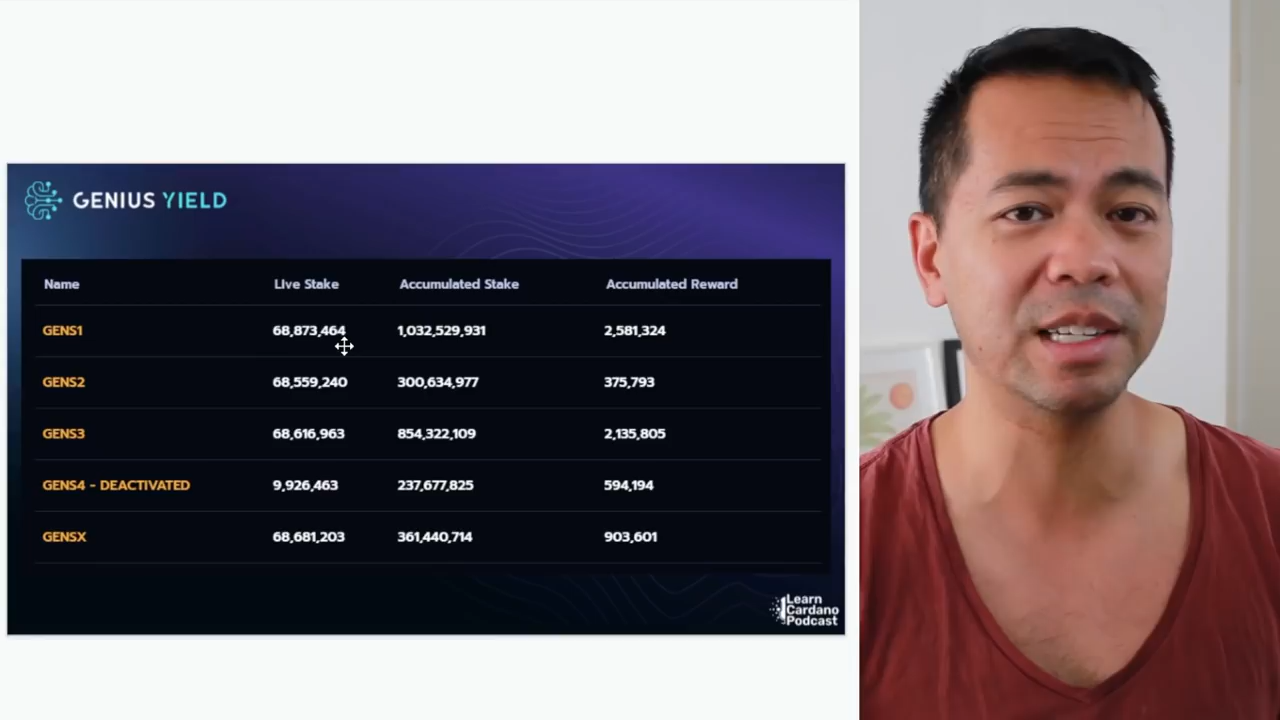 GENIUS YIELD
Name Live Stake Accumulated Stake Accumulated Reward
GENS1 68,873,464 1,032,529,931 2,581,324
GENS2 68,559,240 300,634,977 375,793
GENS3 68,616,963 854,322,109 2,135,805
GENS4 - DEACTIVATED 9,926,463 237,677,825 594,194
GENSX 68,681,203 361,440,714 903,601
Learn
Cardano
Podcast